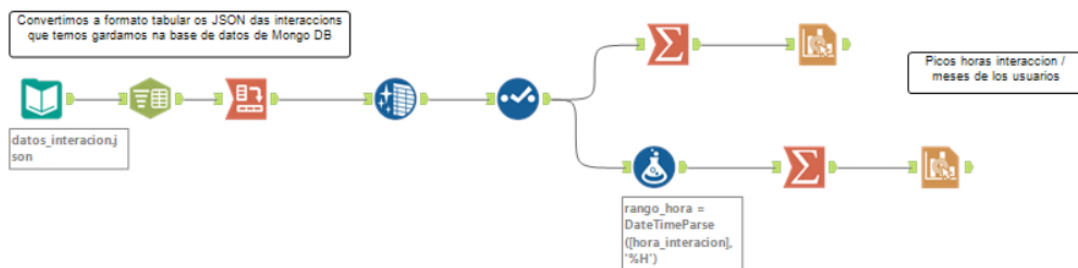 Convertimos a formato tabular os JSON das interaccions
que temos gardamos na base de datos de Mongo DB
Picos horas interaccion /
meses de los usuarios
datos_interacion.j
son
rango_hora =
DateTimeParse
([hora_interacion],
'%H')